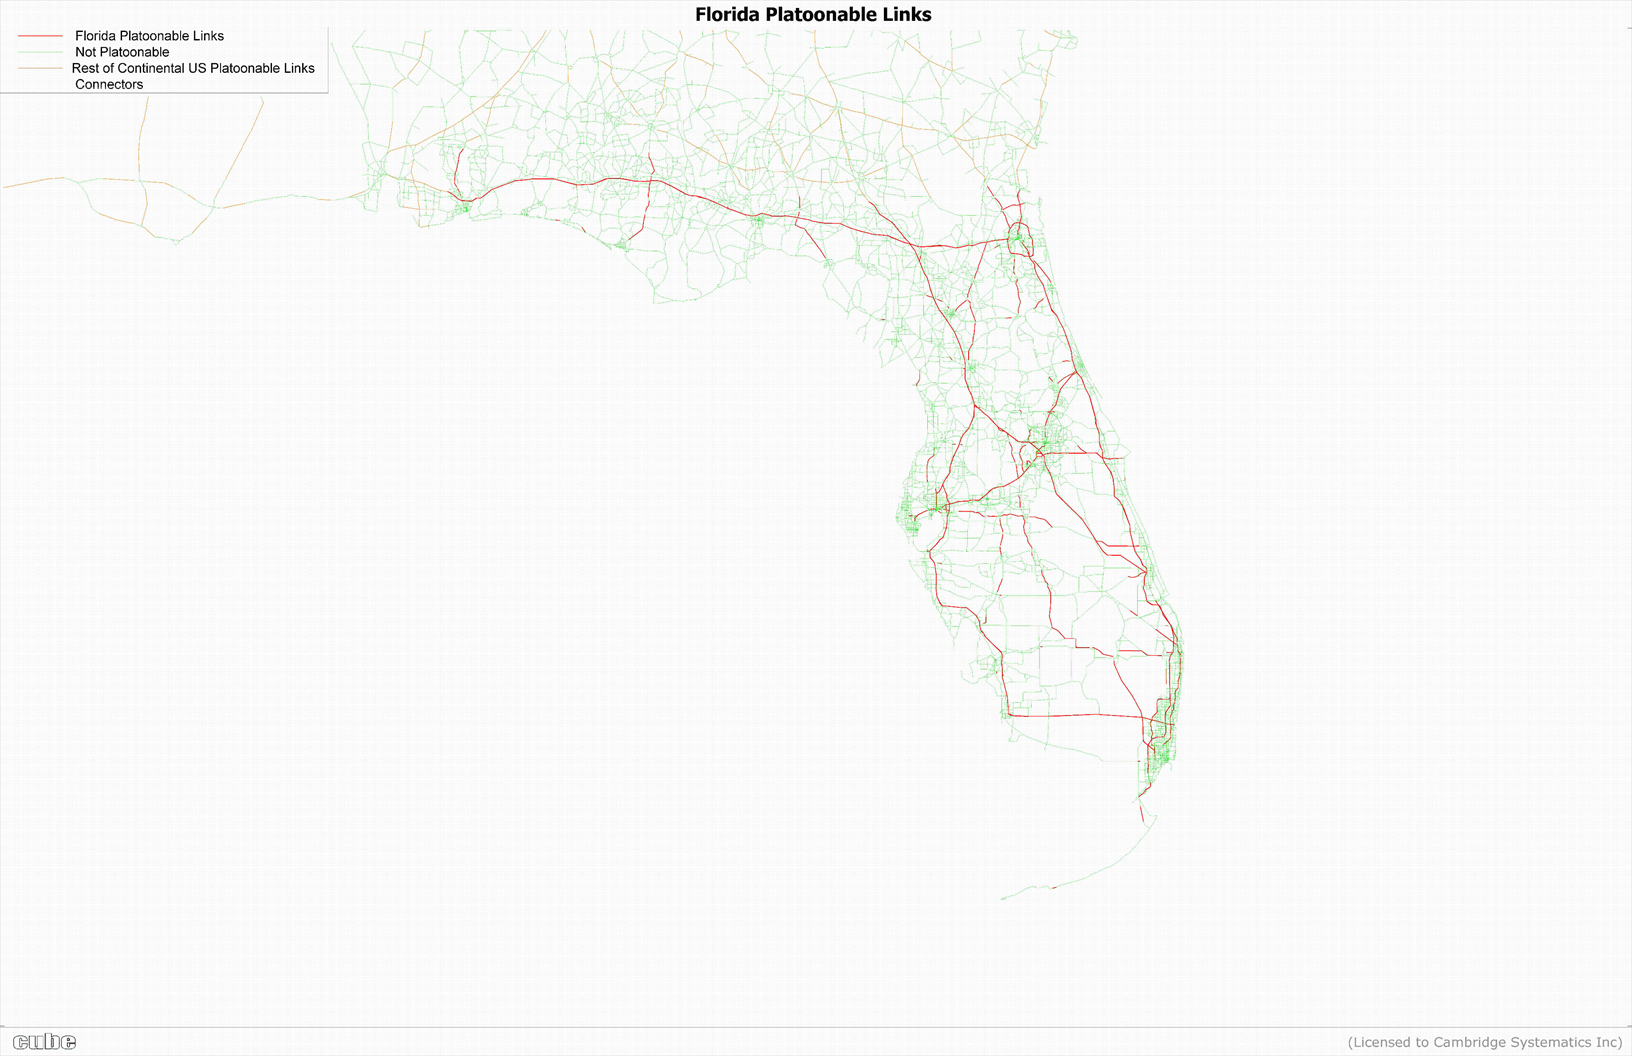 Florida Platoonable Links
Florida Platoonable Links
Not Platoonable
Rest of Continental US Platoonable Links
Connectors
cube
(Licensed to Cambridge Systematics Inc)